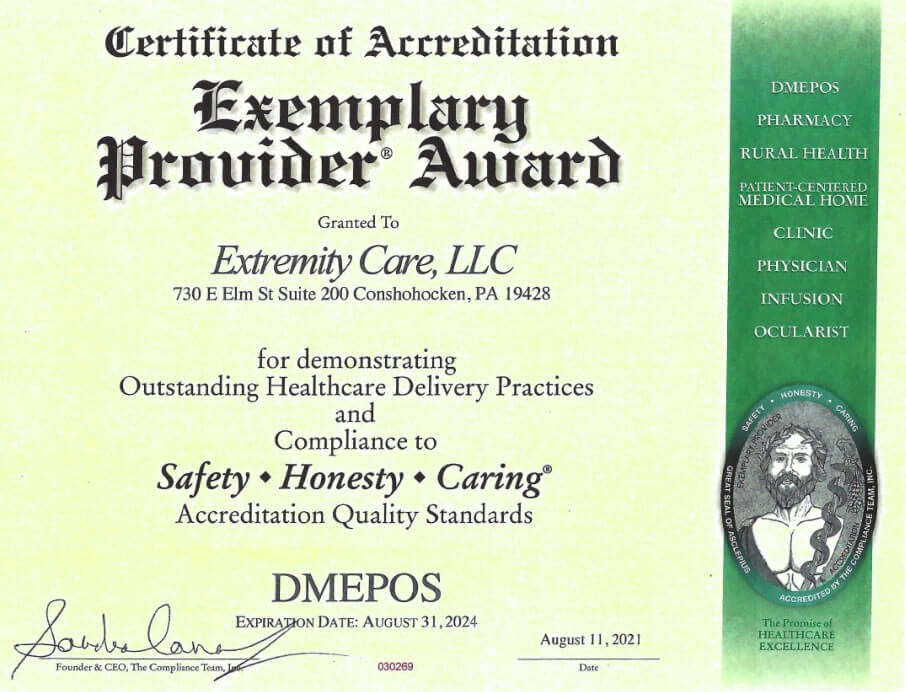 Certificate of Accreditation
Exemplary
Provider® Award
Granted To
Extremity Care, LLC
730 E Elm St Suite 200 Conshohocken, PA 19428
for demonstrating
Outstanding Healthcare Delivery Practices
and
Compliance to
Safety ◆ Honesty ◆ Caring®
Accreditation Quality Standards
DMEPOS
EXPIRATION DATE: AUGUST 31, 2024
Founder & CEO, The Compliance Team, Inc.
030269
August 11, 2021
Date
DMEPOS
PHARMACY
RURAL HEALTH
PATIENT-CENTERED
MEDICAL HOME
CLINIC
PHYSICIAN
INFUSION
OCULARIST
SAFETY • HONESTY • CARING
EXEMPLARY PROVIDER
ACCREDITATION
GREAT SEAL OF ASCLEPIUS
ACCREDITED BY THE COMPLIANCE TEAM, INC.
The Promise of
HEALTHCARE
EXCELLENCE